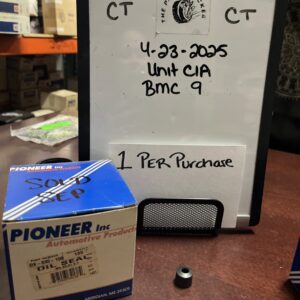 CT
CT
4-23-2025
Unit C1A
BMC 9
1 Per Purchase
SOLD
SEP
PIONEER Inc
Automotive Products
OIL SEAL